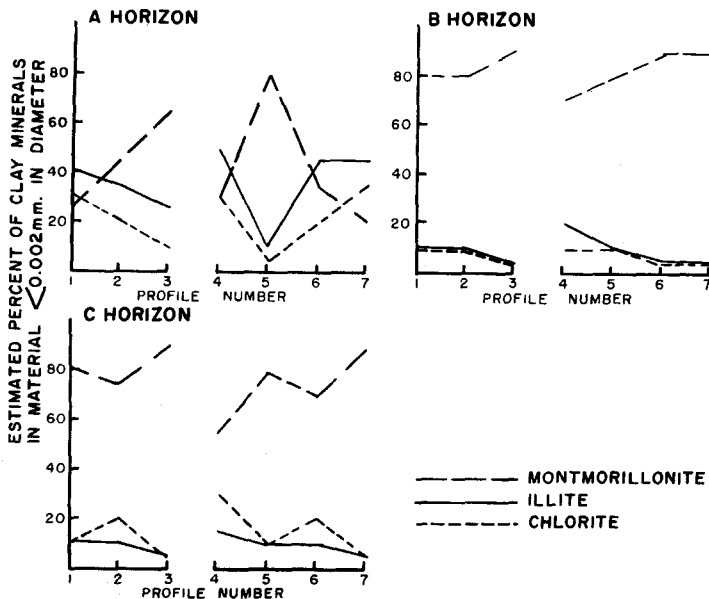 A HORIZON
B HORIZON
C HORIZON
ESTIMATED PERCENT OF CLAY MINERALS
IN MATERIAL <0.002mm. IN DIAMETER
80
60
40
20
1 2 3 4 5 6 7
PROFILE NUMBER
80
60
40
20
1 2 3 4 5 6 7
PROFILE NUMBER
80
60
40
20
1 2 3 4 5 6 7
PROFILE NUMBER
MONTMORILLONITE
ILLITE
CHLORITE